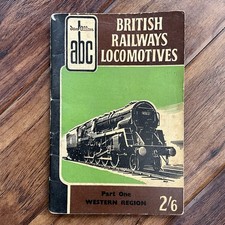 abc
BRITISH
RAILWAYS
LOCOMOTIVES
Part One
WESTERN REGION
2/6